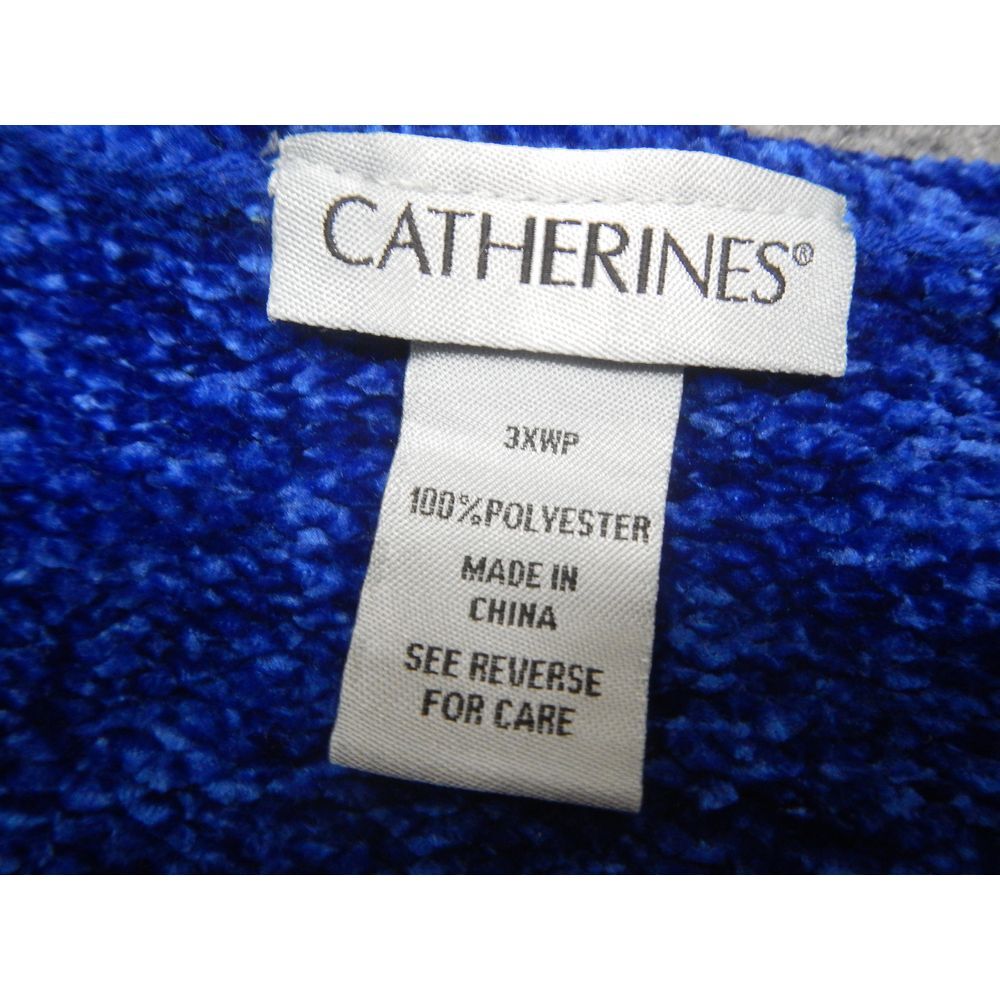 CATHERINES®
3XWP
100%POLYESTER
MADE IN
CHINA
SEE REVERSE
FOR CARE